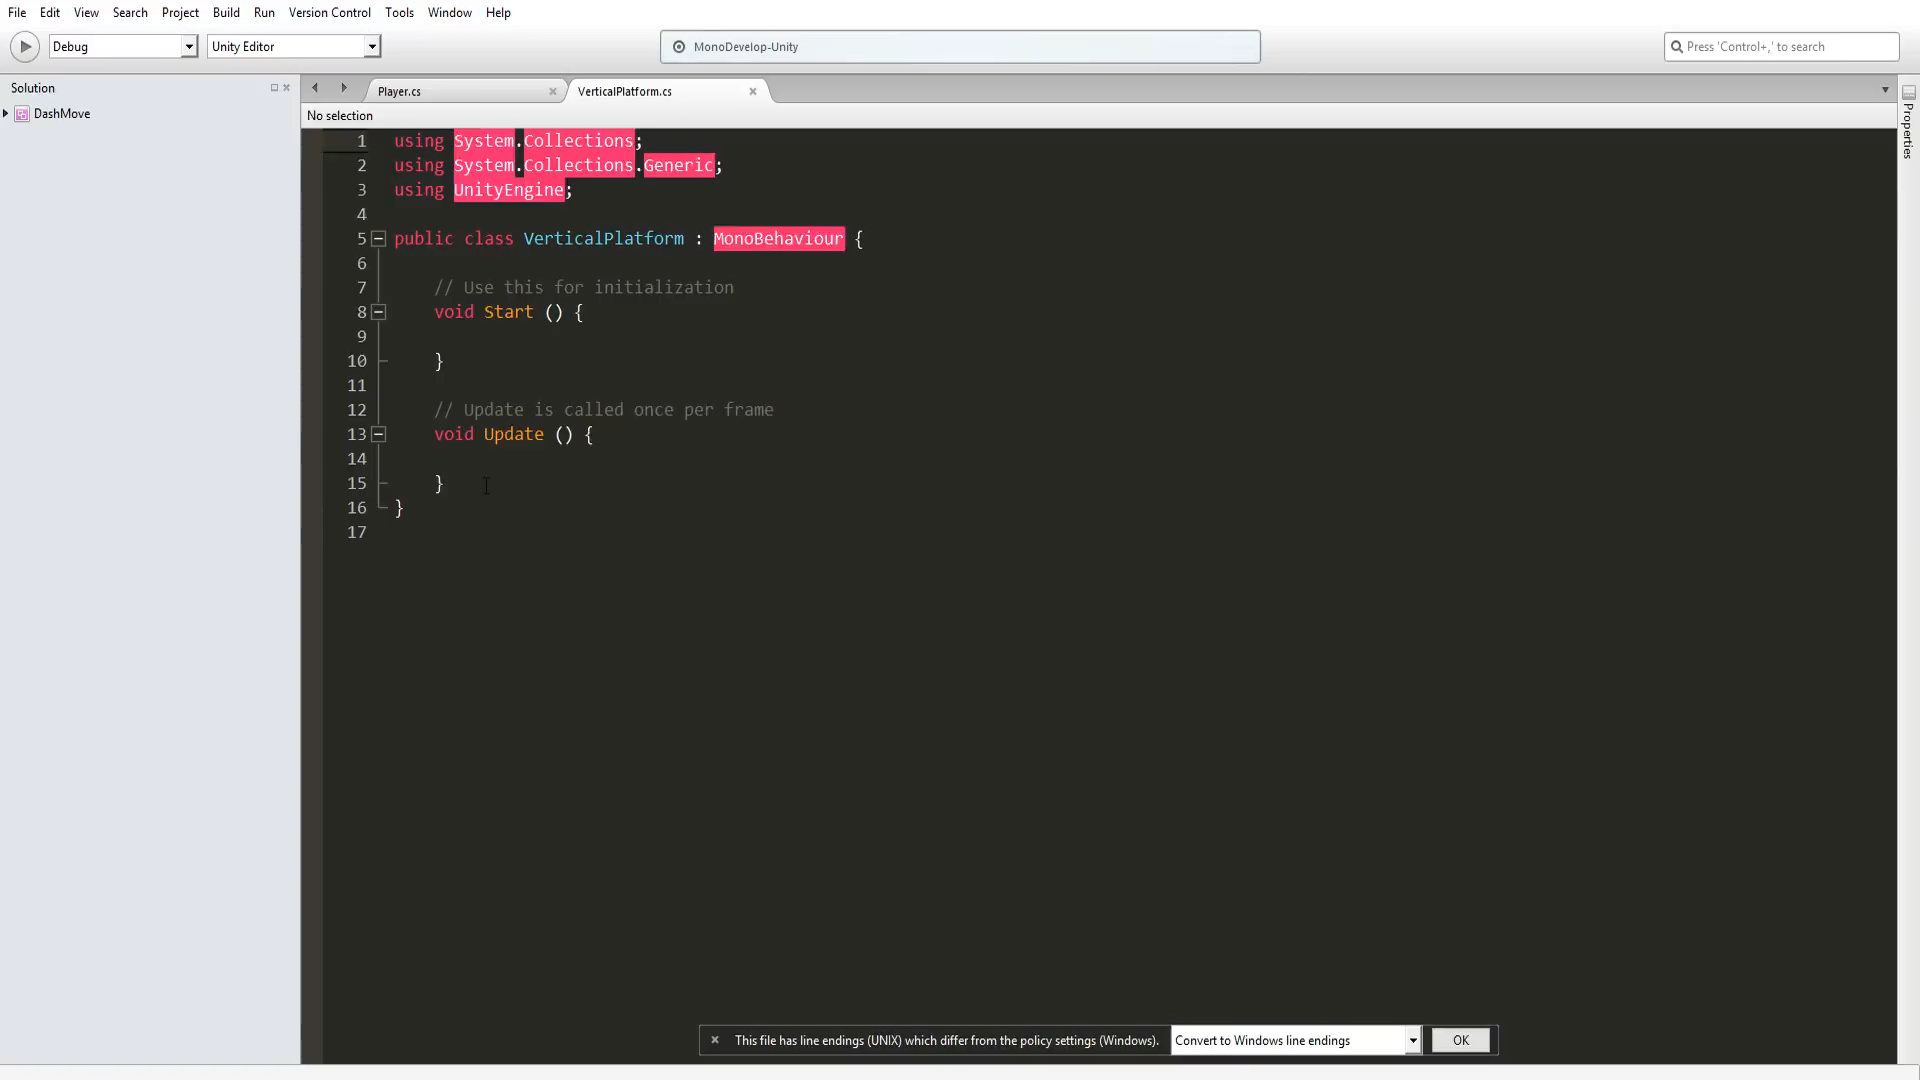 File Edit View Search Project Build Run Version Control Tools Window Help
Debug Unity Editor MonoDevelop-Unity Press 'Control+,' to search
Solution
DashMove
Player.cs VerticalPlatform.cs
No selection
Properties
1 using System.Collections;
2 using System.Collections.Generic;
3 using UnityEngine;
4
5 public class VerticalPlatform : MonoBehaviour {
6
7 // Use this for initialization
8 void Start () {
9
10 }
11
12 // Update is called once per frame
13 void Update () {
14
15 }
16 }
17
This file has line endings (UNIX) which differ from the policy settings (Windows). Convert to Windows line endings OK